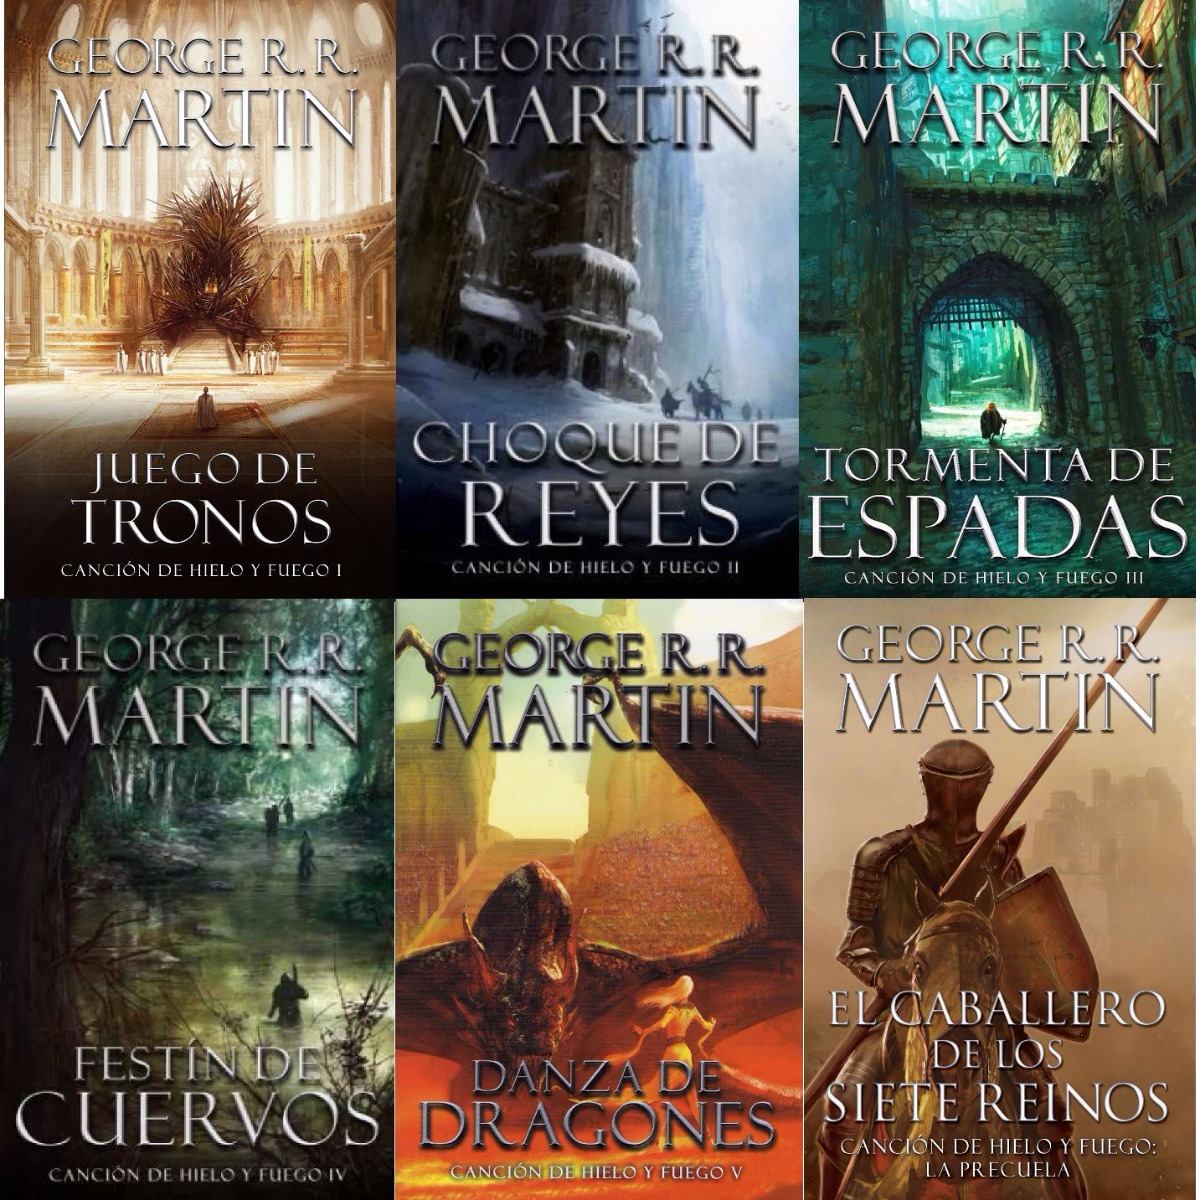 GEORGE R. R.
MARTIN
JUEGO DE
TRONOS
CANCIÓN DE HIELO Y FUEGO I
GEORGE R. R.
MARTIN
CHOQUE DE
REYES
CANCIÓN DE HIELO Y FUEGO II
GEORGE R. R.
MARTIN
TORMENTA DE
ESPADAS
CANCIÓN DE HIELO Y FUEGO III
GEORGE R. R.
MARTIN
FESTÍN DE
CUERVOS
CANCIÓN DE HIELO Y FUEGO IV
GEORGE R. R.
MARTIN
DANZA DE
DRAGONES
CANCIÓN DE HIELO Y FUEGO V
GEORGE R. R.
MARTIN
EL CABALLERO
DE LOS
SIETE REINOS
CANCIÓN DE HIELO Y FUEGO:
LA PRECUELA